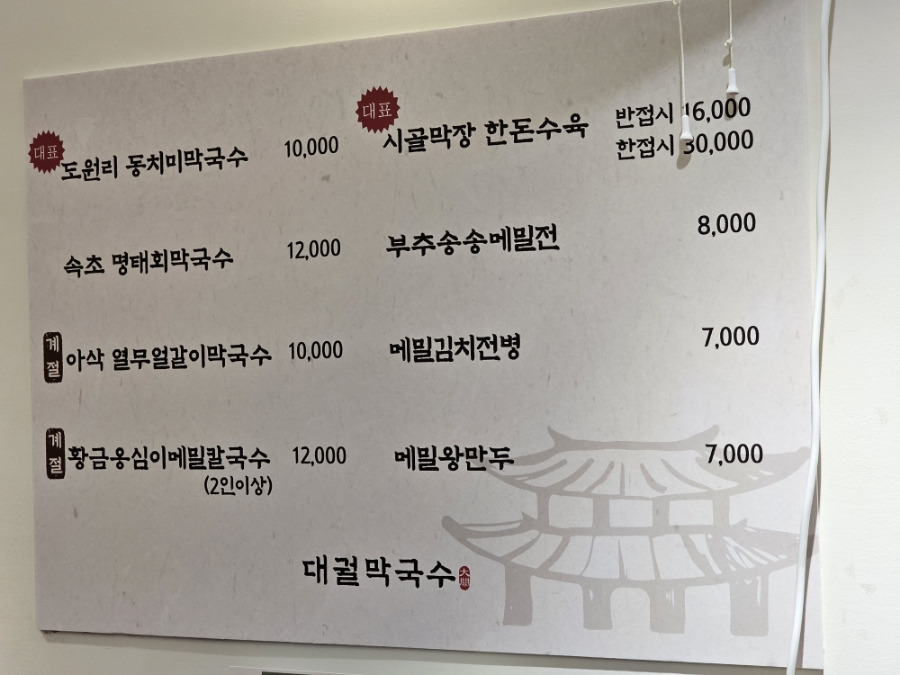 대표
도원리 동치미막국수 10,000
속초 명태회막국수 12,000
계절
아삭 열무얼갈이막국수 10,000
계절
황금옹심이메밀칼국수 12,000
(2인이상)
대표
시골막장 한돈수육 반접시 16,000
한접시 30,000
부추송송메밀전 8,000
메밀김치전병 7,000
메밀왕만두 7,000
대궐막국수
大闕